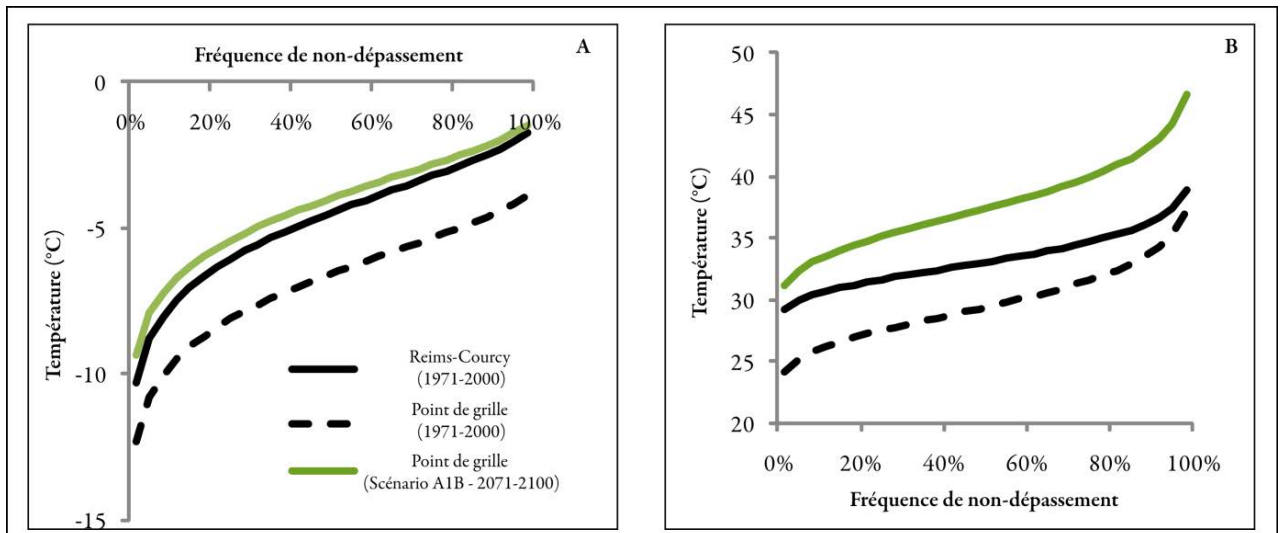 A
Fréquence de non-dépassement
0
0%
20%
40%
60%
80%
100%
-5
-10
-15
Température (°C)
Reims-Courcy
(1971-2000)
Point de grille
(1971-2000)
Point de grille
(Scénario A1B - 2071-2100)
B
50
45
40
35
30
25
20
Température (°C)
0%
20%
40%
60%
80%
100%
Fréquence de non-dépassement